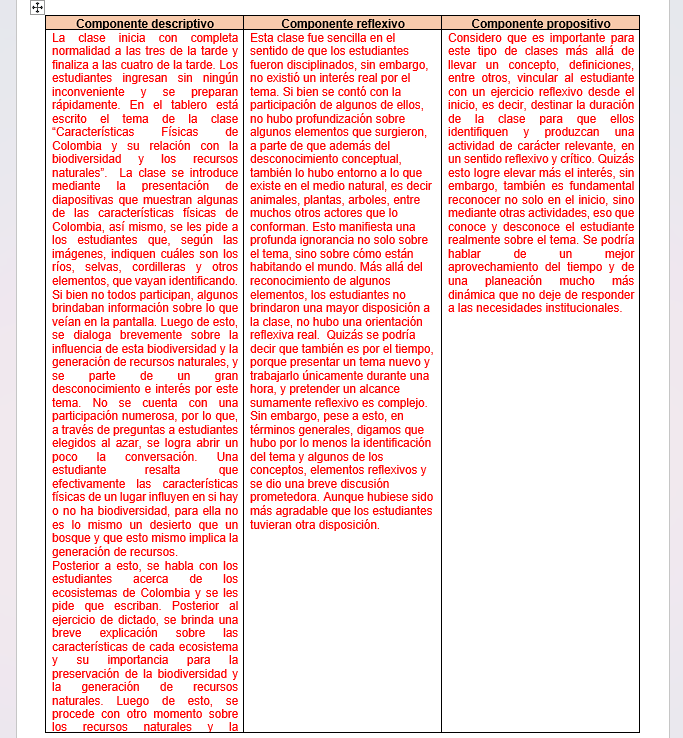 Componente descriptivo
La clase inicia con completa
normalidad a las tres de la tarde y
finaliza a las cuatro de la tarde. Los
estudiantes ingresan sin ningún
inconveniente y se preparan
rápidamente. En el tablero está
escrito el tema de la clase
“Características Físicas de
Colombia y su relación con la
biodiversidad y los recursos
naturales”. La clase se introduce
mediante la presentación de
diapositivas que muestran algunas
de las características físicas de
Colombia, así mismo, se les pide a
los estudiantes que, según las
imágenes, indiquen cuáles son los
ríos, selvas, cordilleras y otros
elementos, que vayan identificando.
Si bien no todos participan, algunos
brindaban información sobre lo que
veían en la pantalla. Luego de esto,
se dialoga brevemente sobre la
influencia de esta biodiversidad y la
generación de recursos naturales, y
se parte de un gran
desconocimiento e interés por este
tema. No se cuenta con una
participación numerosa, por lo que,
a través de preguntas a estudiantes
elegidos al azar, se logra abrir un
poco la conversación. Una
estudiante resalta que
efectivamente las características
físicas de un lugar influyen en si hay
o no ha biodiversidad, para ella no
es lo mismo un desierto que un
bosque y que esto mismo implica la
generación de recursos.
Posterior a esto, se habla con los
estudiantes acerca de los
ecosistemas de Colombia y se les
pide que escriban. Posterior al
ejercicio de dictado, se brinda una
breve explicación sobre las
características de cada ecosistema
y su importancia para la
preservación de la biodiversidad y
la generación de recursos
naturales. Luego de esto, se
procede con otro momento sobre
los recursos naturales y la
Componente reflexivo
Esta clase fue sencilla en el
sentido de que los estudiantes
fueron disciplinados, sin embargo,
no existió un interés real por el
tema. Si bien se contó con la
participación de algunos de ellos,
no hubo profundización sobre
algunos elementos que surgieron,
a parte de que además del
desconocimiento conceptual,
también lo hubo entorno a lo que
existe en el medio natural, es decir
animales, plantas, arboles, entre
muchos otros actores que lo
conforman. Esto manifiesta una
profunda ignorancia no solo sobre
el tema, sino sobre cómo están
habitando el mundo. Más allá del
reconocimiento de algunos
elementos, los estudiantes no
brindaron una mayor disposición a
la clase, no hubo una orientación
reflexiva real. Quizás se podría
decir que también es por el tiempo,
porque presentar un tema nuevo y
trabajarlo únicamente durante una
hora, y pretender un alcance
sumamente reflexivo es complejo.
Sin embargo, pese a esto, en
términos generales, digamos que
hubo por lo menos la identificación
del tema y algunos de los
conceptos, elementos reflexivos y
se dio una breve discusión
prometedora. Aunque hubiese sido
más agradable que los estudiantes
tuvieran otra disposición.
Componente propositivo
Considero que es importante para
este tipo de clases más allá de
llevar un concepto, definiciones,
entre otros, vincular al estudiante
con un ejercicio reflexivo desde el
inicio, es decir, destinar la duración
de la clase para que ellos
identifiquen y produzcan una
actividad de carácter relevante, en
un sentido reflexivo y crítico. Quizás
esto logre elevar más el interés, sin
embargo, también es fundamental
reconocer no solo en el inicio, sino
mediante otras actividades, eso que
conoce y desconoce el estudiante
realmente sobre el tema. Se podría
hablar de un mejor
aprovechamiento del tiempo y de
una planeación mucho más
dinámica que no deje de responder
a las necesidades institucionales.